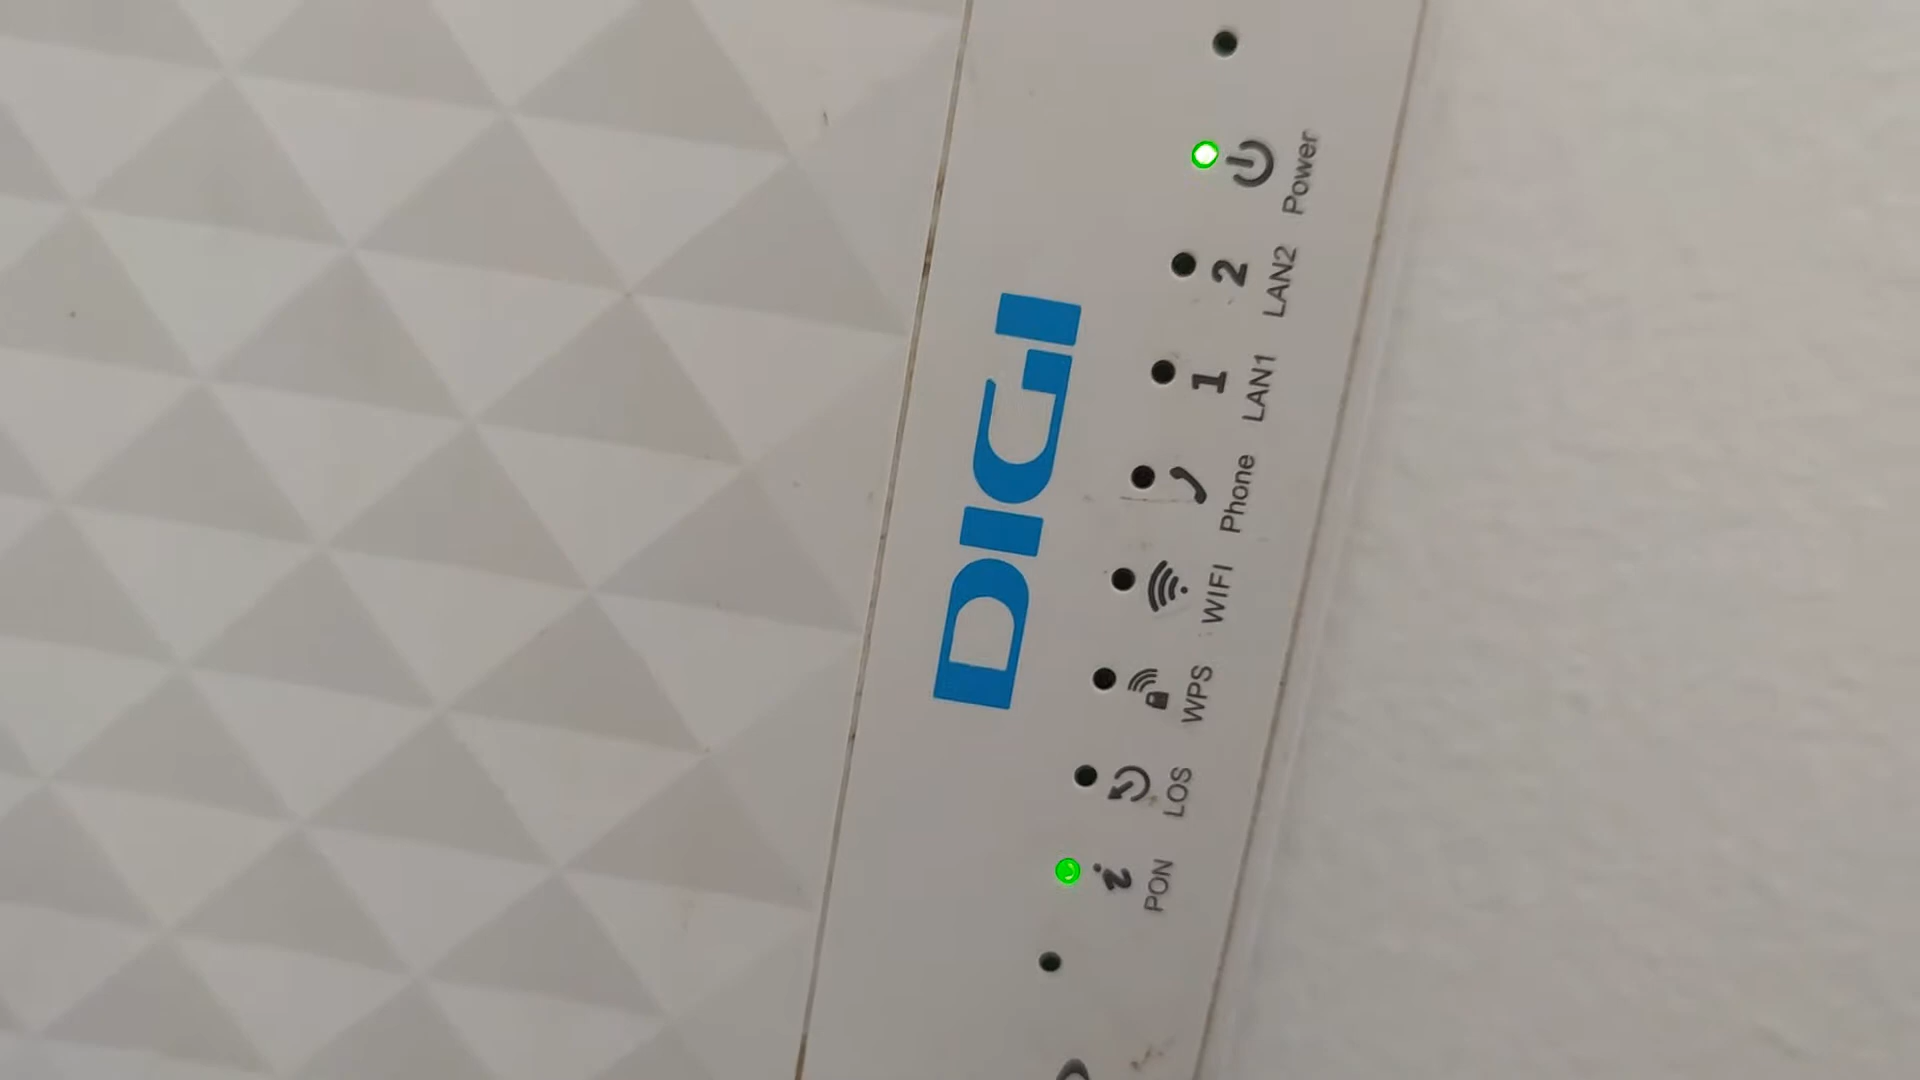 DIGI
Power
2 LAN2
1 LAN1
Phone
WIFI
WPS
LOS
i PON